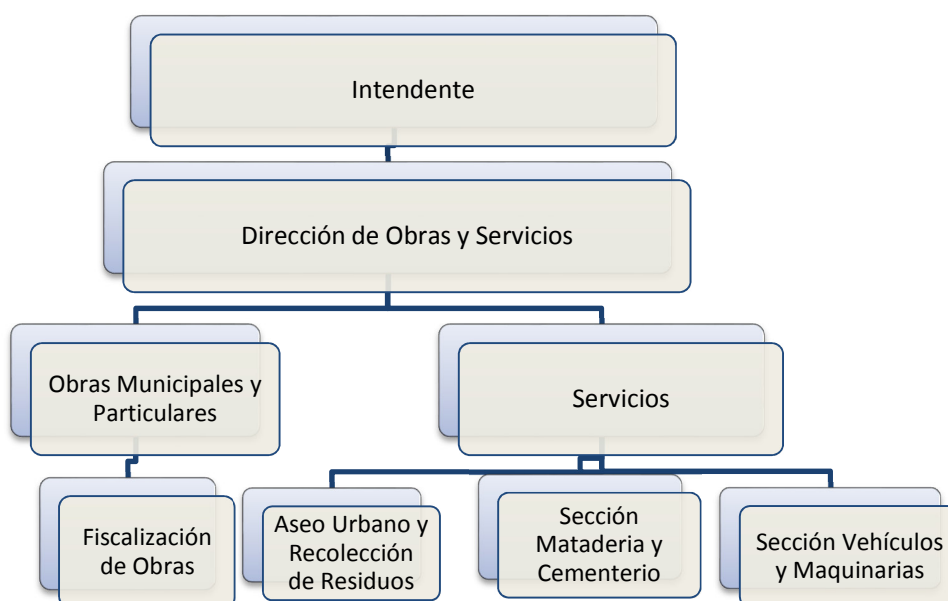 Intendente
Dirección de Obras y Servicios
Obras Municipales y
Particulares
Servicios
Fiscalización
de Obras
Aseo Urbano y
Recolección
de Residuos
Sección
Mataderia y
Cementerio
Sección Vehículos
y Maquinarias